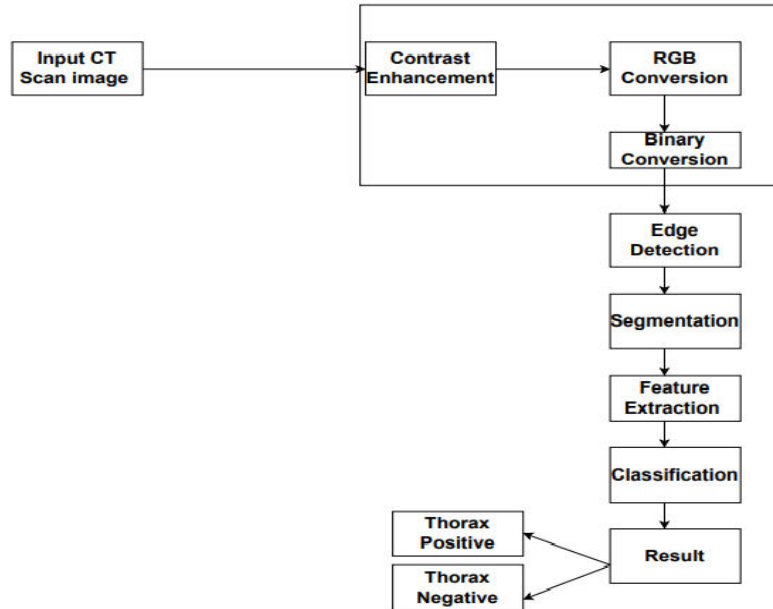 Input CT
Scan image
Contrast
Enhancement
RGB
Conversion
Binary
Conversion
Edge
Detection
Segmentation
Feature
Extraction
Classification
Result
Thorax
Positive
Thorax
Negative